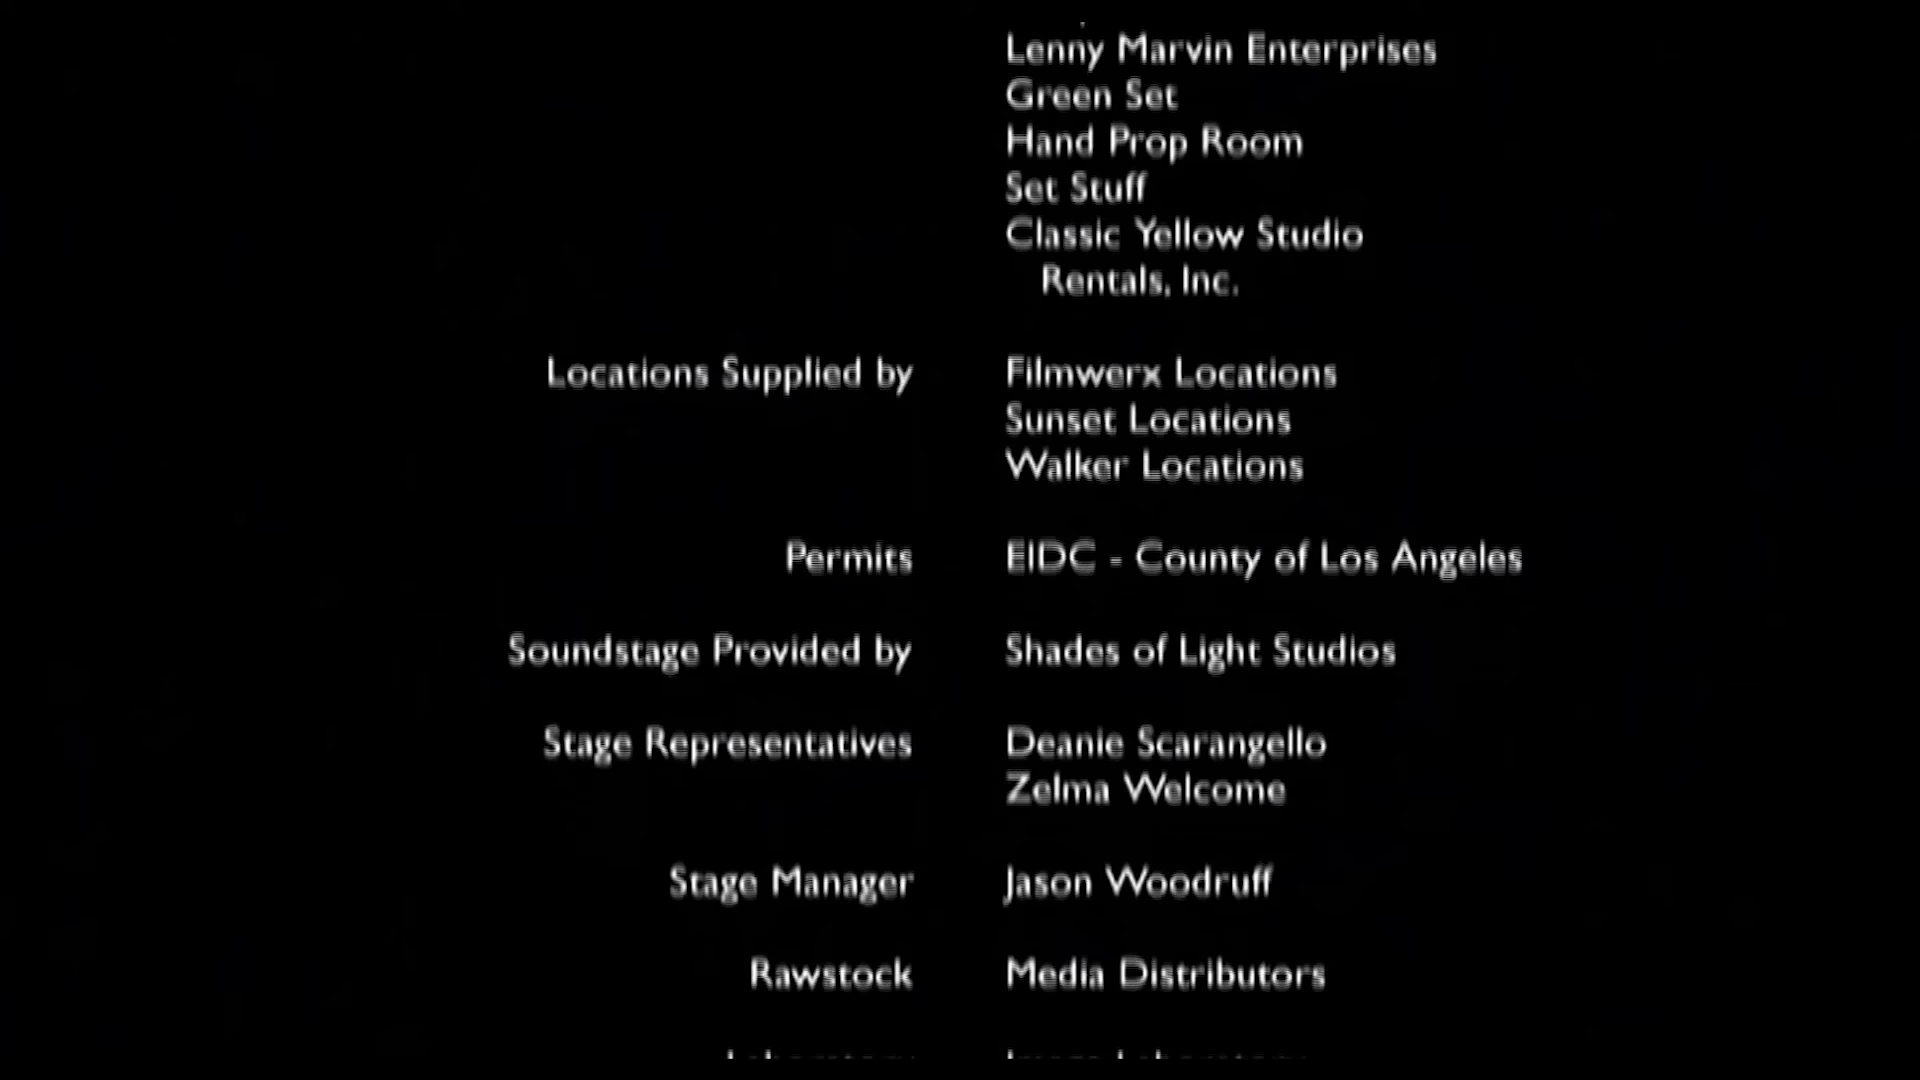 Lenny Marvin Enterprises
Green Set
Hand Prop Room
Set Stuff
Classic Yellow Studio
Rentals, Inc.
Locations Supplied by Filmwerx Locations
Sunset Locations
Walker Locations
Permits EIDC - County of Los Angeles
Soundstage Provided by Shades of Light Studios
Stage Representatives Deanie Scarangello
Zelma Welcome
Stage Manager Jason Woodruff
Rawstock Media Distributors